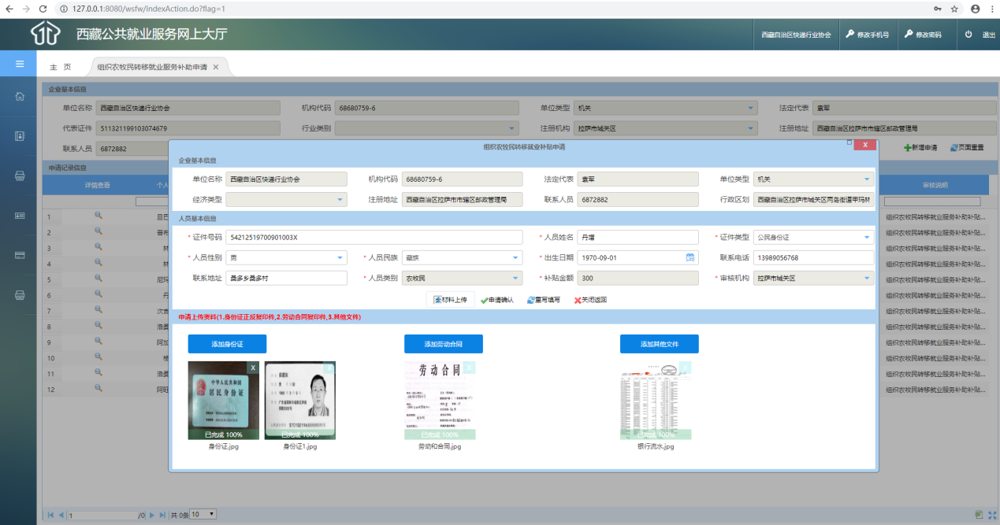 127.0.0.1:8080/wsfw/indexAction.do?flag=1
西藏公共就业服务网上大厅
西藏自治区快递行业协会 修改手机号 修改密码 退出
主 页 组织农牧民转移就业服务补助申请 ×
企业基本信息
单位名称 西藏自治区快递行业协会 机构代码 68680759-6 单位类型 机关 法定代表 袁军
代表证件 511321199103074679 行业类别 注册机构 拉萨市城关区 注册地址 西藏自治区拉萨市市辖区邮政管理局
联系人员 6872882 新增申请 页面重置
组织农牧民转移就业补贴申请 X
申请记录信息
详情查看 个人 审核说明
企业基本信息
单位名称 西藏自治区快递行业协会 机构代码 68680759-6 法定代表 袁军 单位类型 机关
经济类型 注册地址 西藏自治区拉萨市市辖区邮政管理局 联系人员 6872882 行政区划 西藏自治区拉萨市城关区两岛街道甲玛林
人员基本信息
* 证件号码 54212519700901003X * 人员姓名 丹增 * 证件类型 公民身份证
* 人员性别 男 * 人员民族 藏族 * 出生日期 1970-09-01 联系电话 13989056768
联系地址 桑多乡桑多村 * 人员类别 农牧民 * 补贴金额 300 * 审核机构 拉萨市城关区
材料上传 申请确认 重写填写 关闭返回
申请上传资料(1.身份证正反复印件,2.劳动合同复印件,3.其他文件)
添加身份证 添加劳动合同 添加其他文件
X X X X
中华人民共和国
居民身份证
劳动合同
已完成 100% 已完成 100% 已完成 100% 已完成 100%
身份证.jpg 身份证1.jpg 劳动和合同.jpg 银行流水.jpg
1 旦巴 组织农牧民转移就业服务补助补贴...
2 普布 组织农牧民转移就业服务补助补贴...
3 林 组织农牧民转移就业服务补助补贴...
4 林 组织农牧民转移就业服务补助补贴...
5 尼玛 组织农牧民转移就业服务补助补贴...
6 丹 组织农牧民转移就业服务补助补贴...
7 次吉 组织农牧民转移就业服务补助补贴...
8 洛桑 组织农牧民转移就业服务补助补贴...
9 阿加 组织农牧民转移就业服务补助补贴...
10 组织农牧民转移就业服务补助补贴...
11 洛桑 组织农牧民转移就业服务补助补贴...
12 阿旺 组织农牧民转移就业服务补助补贴...
1 /0 共 0条 10